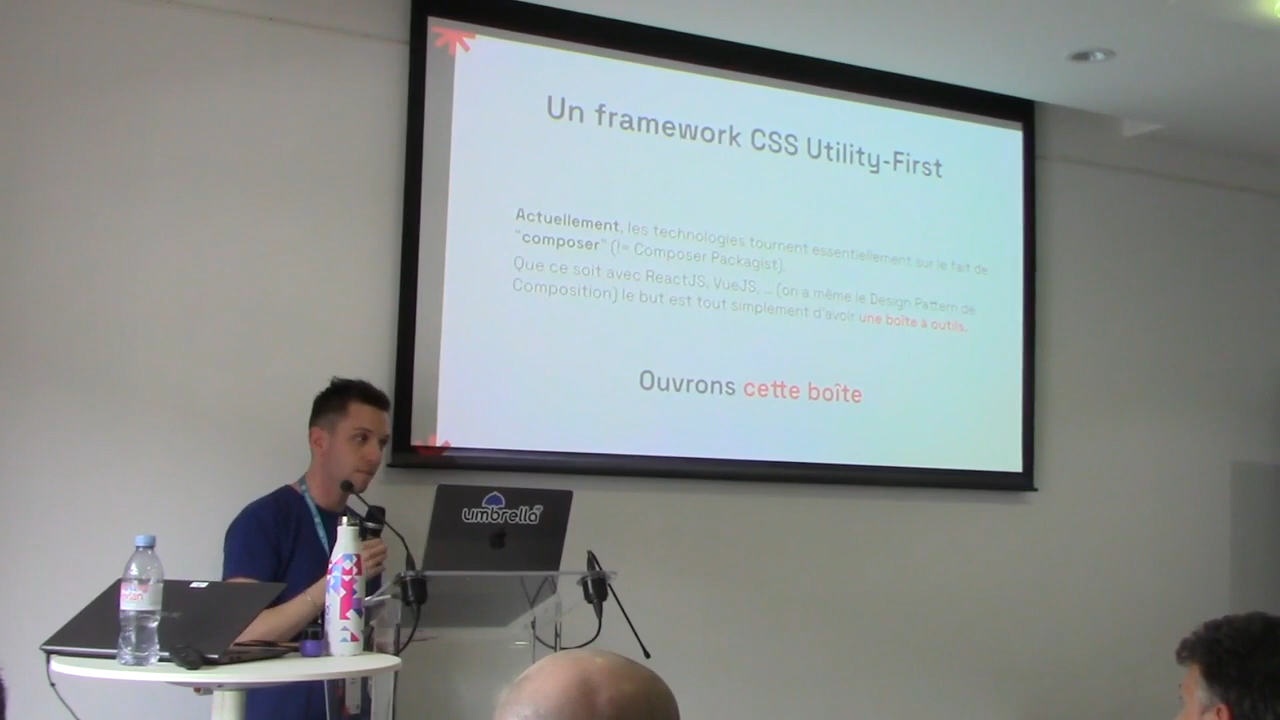 Un framework CSS Utility-First
Actuellement, les technologies tournent essentiellement sur le fait de
"composer" (!= Composer Packagist).
Que ce soit avec ReactJS, VueJS, ... (on a même le Design Pattern de
Composition) le but est tout simplement d'avoir une boîte à outils.
Ouvrons cette boîte
umbrella